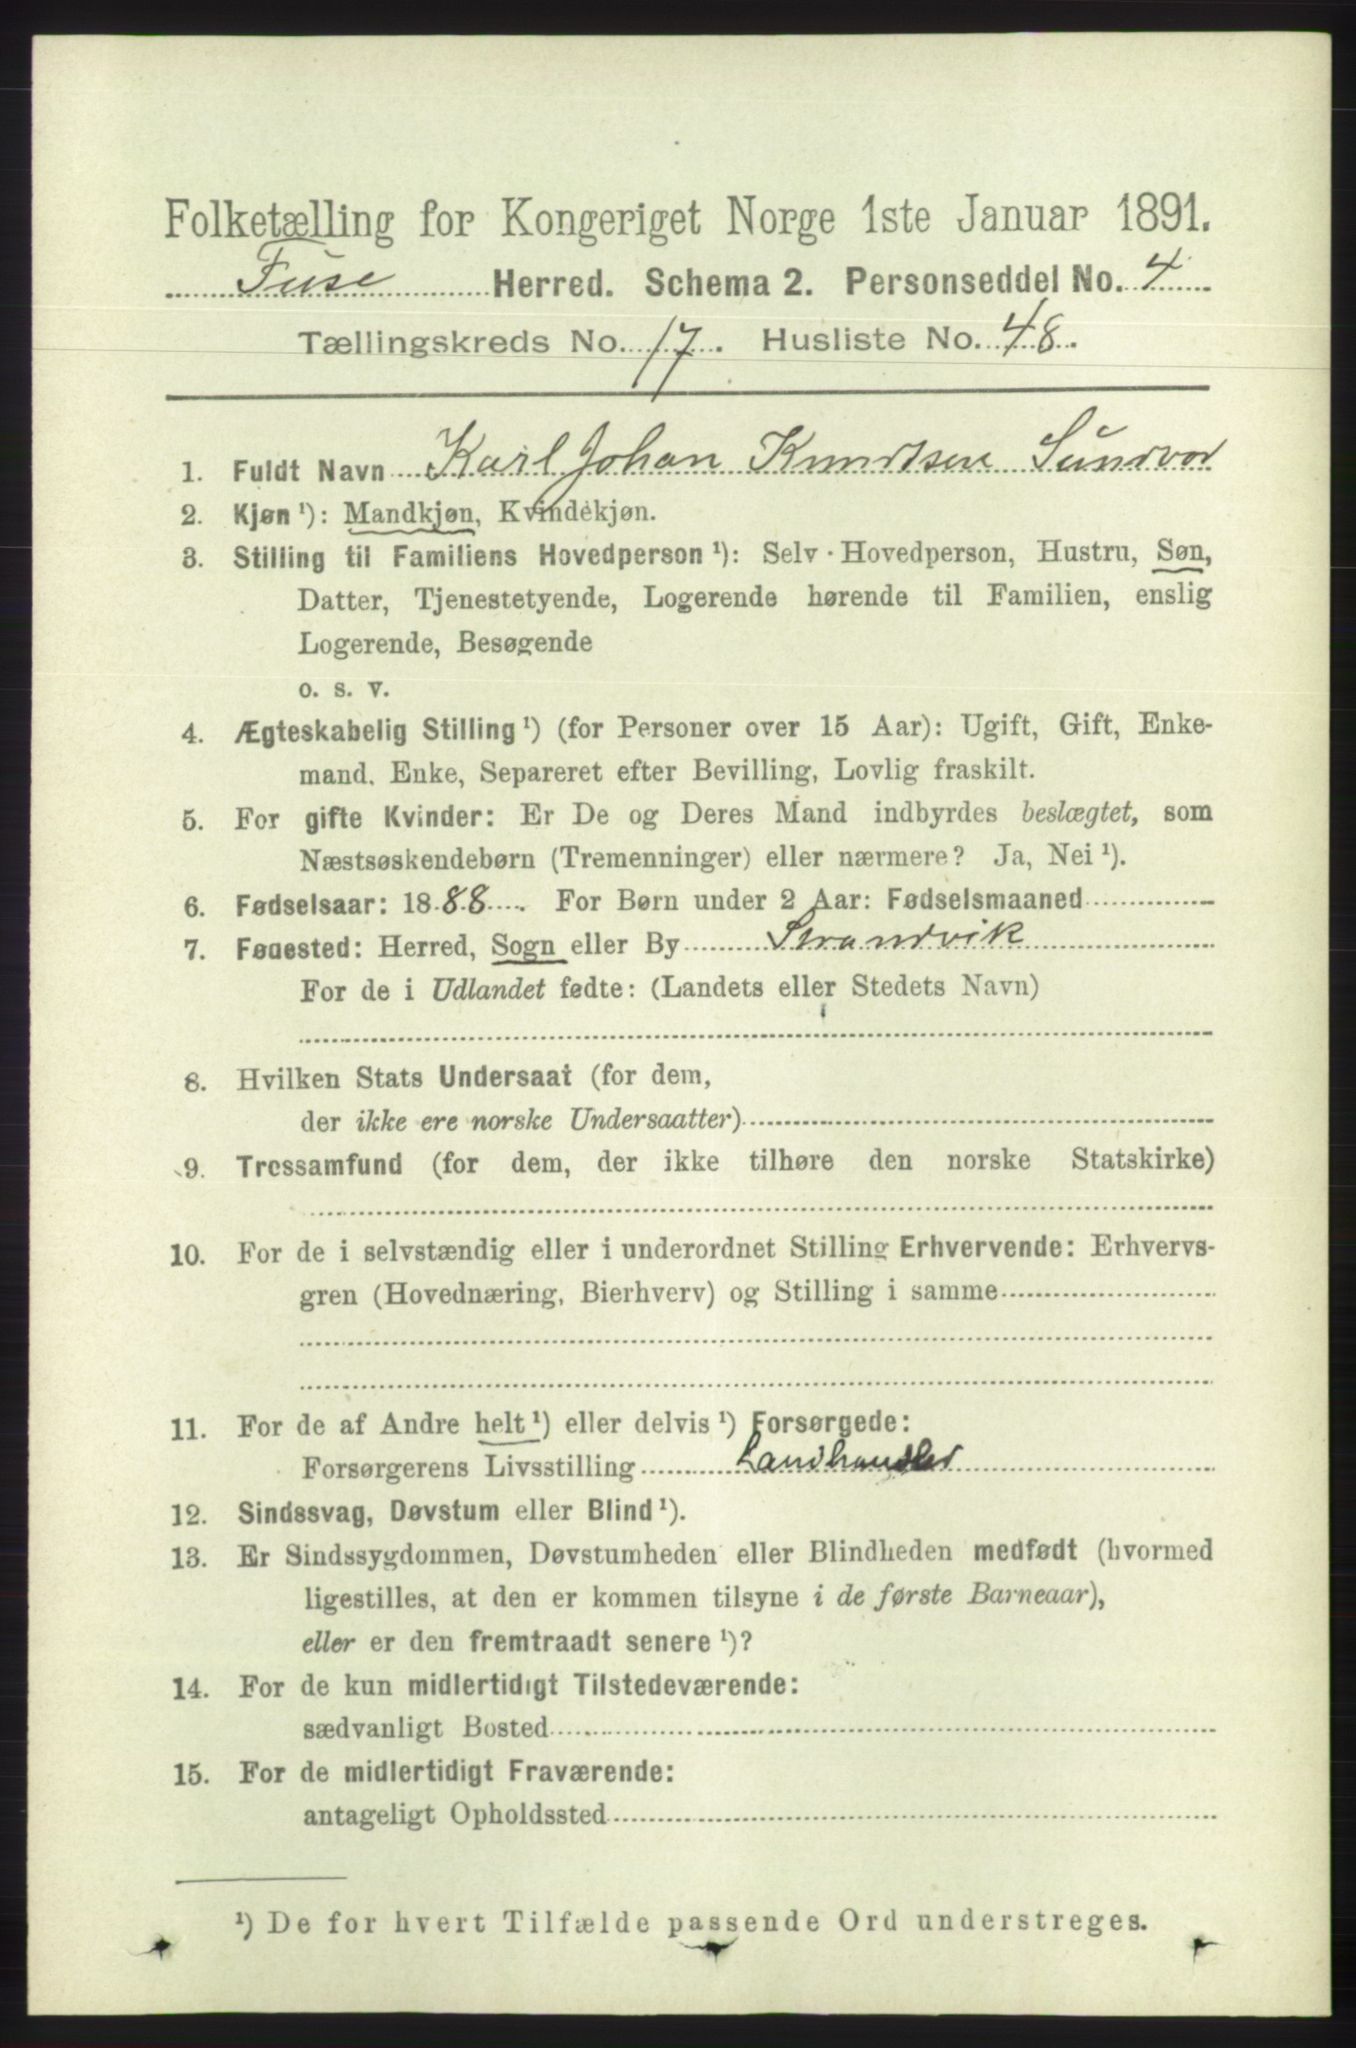 Folketælling for Kongeriget Norge 1ste Januar 1891.
Fuse Herred. Schema 2. Personseddel No. 4
Tællingskreds No. 17. Husliste No. 48.
1. Fuldt Navn Karl Johan Knudtsen Sundvor
2. Kjøn ¹): Mandkjøn, Kvindekjøn.
3. Stilling til Familiens Hovedperson ¹): Selv-Hovedperson, Hustru, Søn,
Datter, Tjenestetyende, Logerende hørende til Familien, enslig
Logerende, Besøgende
o. s. v.
4. Ægteskabelig Stilling ¹) (for Personer over 15 Aar): Ugift, Gift, Enke-
mand. Enke, Separeret efter Bevilling, Lovlig fraskilt.
5. For gifte Kvinder: Er De og Deres Mand indbyrdes beslægtet, som
Næstsøskendebørn (Tremenninger) eller nærmere? Ja, Nei ¹).
6. Fødselsaar: 1888. For Børn under 2 Aar: Fødselsmaaned
7. Fødested: Herred, Sogn eller By Strandvik
For de i Udlandet fødte: (Landets eller Stedets Navn)
8. Hvilken Stats Undersaat (for dem,
der ikke ere norske Undersaatter)
9. Trossamfund (for dem, der ikke tilhøre den norske Statskirke)
10. For de i selvstændig eller i underordnet Stilling Erhvervende: Erhvervs-
gren (Hovednæring, Bierhverv) og Stilling i samme
11. For de af Andre helt ¹) eller delvis ¹) Forsørgede:
Forsørgerens Livsstilling Landhandler
12. Sindssvag, Døvstum eller Blind ¹).
13. Er Sindssygdommen, Døvstumheden eller Blindheden medfødt (hvormed
ligestilles, at den er kommen tilsyne i de første Barneaar),
eller er den fremtraadt senere ¹)?
14. For de kun midlertidigt Tilstedeværende:
sædvanligt Bosted
15. For de midlertidigt Fraværende:
antageligt Opholdssted
¹) De for hvert Tilfælde passende Ord understreges.